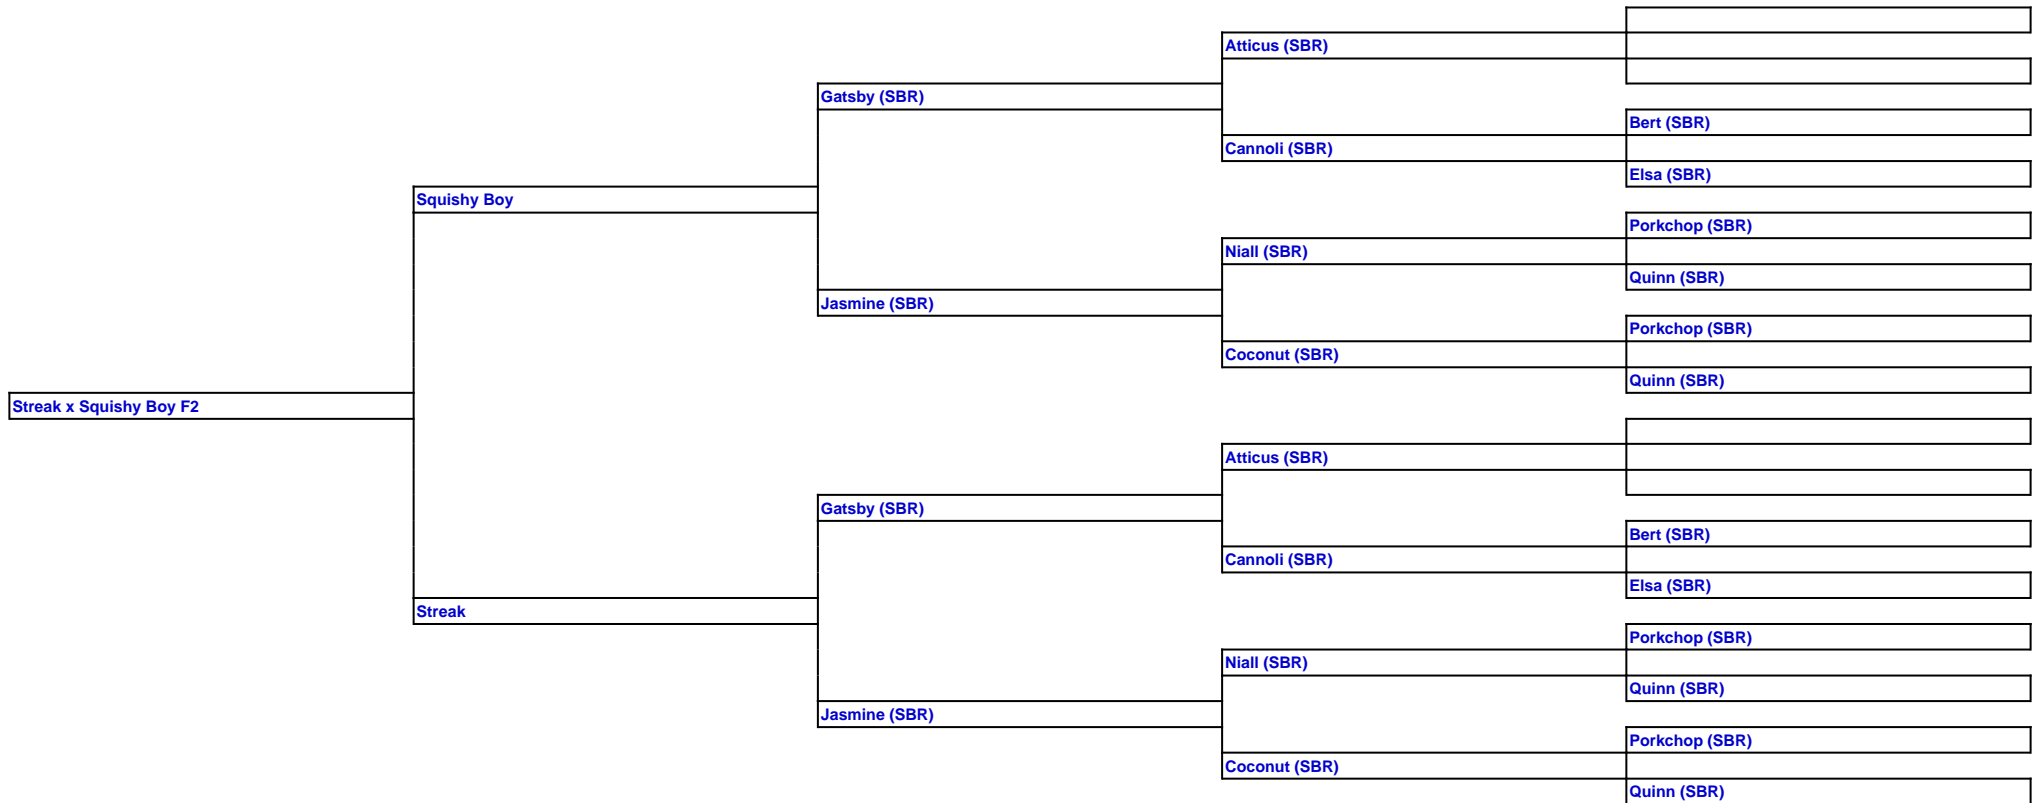 Atticus (SBR)
Gatsby (SBR)
Bert (SBR)
Cannoli (SBR)
Elsa (SBR)
Squishy Boy
Porkchop (SBR)
Niall (SBR)
Quinn (SBR)
Jasmine (SBR)
Porkchop (SBR)
Coconut (SBR)
Quinn (SBR)
Streak x Squishy Boy F2
Atticus (SBR)
Gatsby (SBR)
Bert (SBR)
Cannoli (SBR)
Elsa (SBR)
Streak
Porkchop (SBR)
Niall (SBR)
Quinn (SBR)
Jasmine (SBR)
Porkchop (SBR)
Coconut (SBR)
Quinn (SBR)